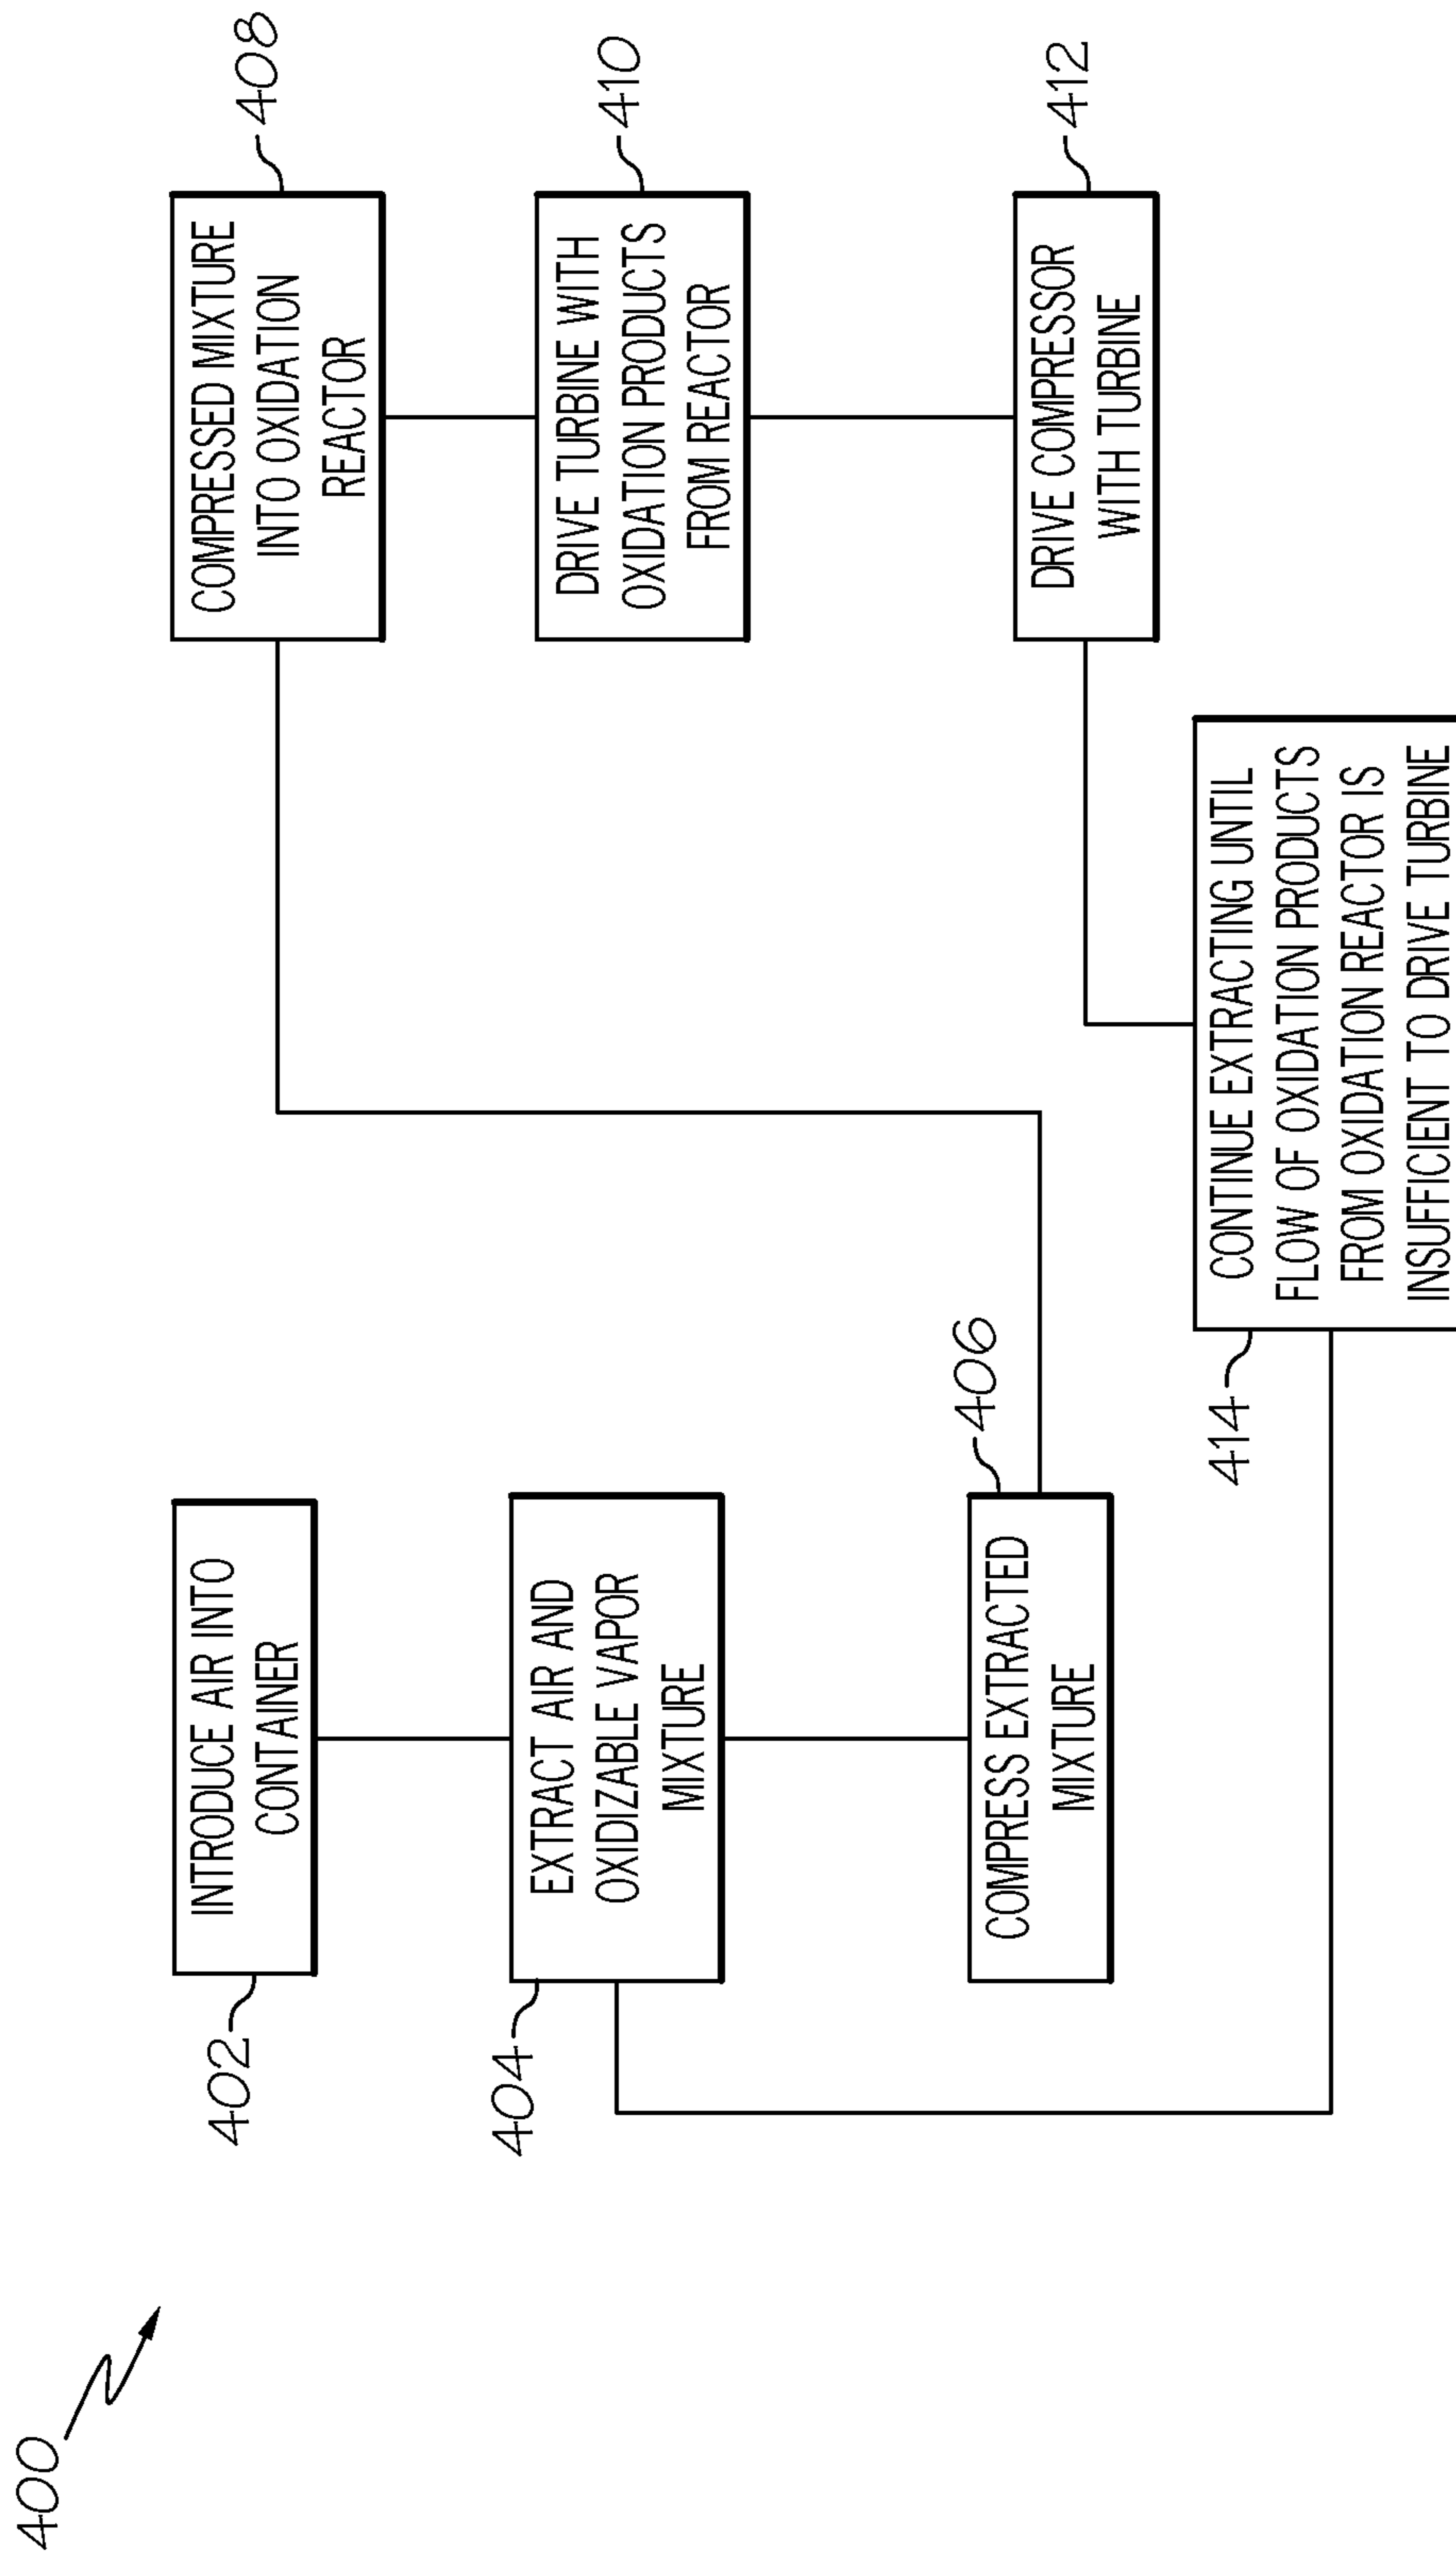 400
402
INTRODUCE AIR INTO
CONTAINER
404
EXTRACT AIR AND
OXIDIZABLE VAPOR
MIXTURE
406
COMPRESS EXTRACTED
MIXTURE
408
COMPRESSED MIXTURE
INTO OXIDATION
REACTOR
410
DRIVE TURBINE WITH
OXIDATION PRODUCTS
FROM REACTOR
412
DRIVE COMPRESSOR
WITH TURBINE
414
CONTINUE EXTRACTING UNTIL
FLOW OF OXIDATION PRODUCTS
FROM OXIDATION REACTOR IS
INSUFFICIENT TO DRIVE TURBINE